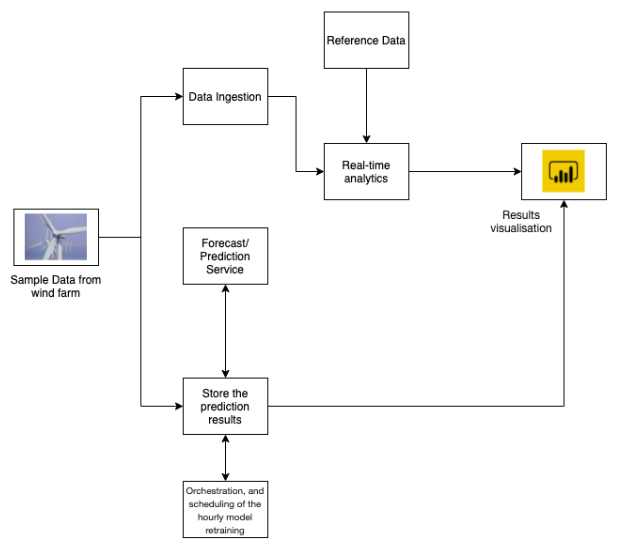 Reference Data
Data Ingestion
Real-time
analytics
Results
visualisation
Forecast/
Prediction
Service
Sample Data from
wind farm
Store the
prediction
results
Orchestration, and
scheduling of the
hourly model
retraining